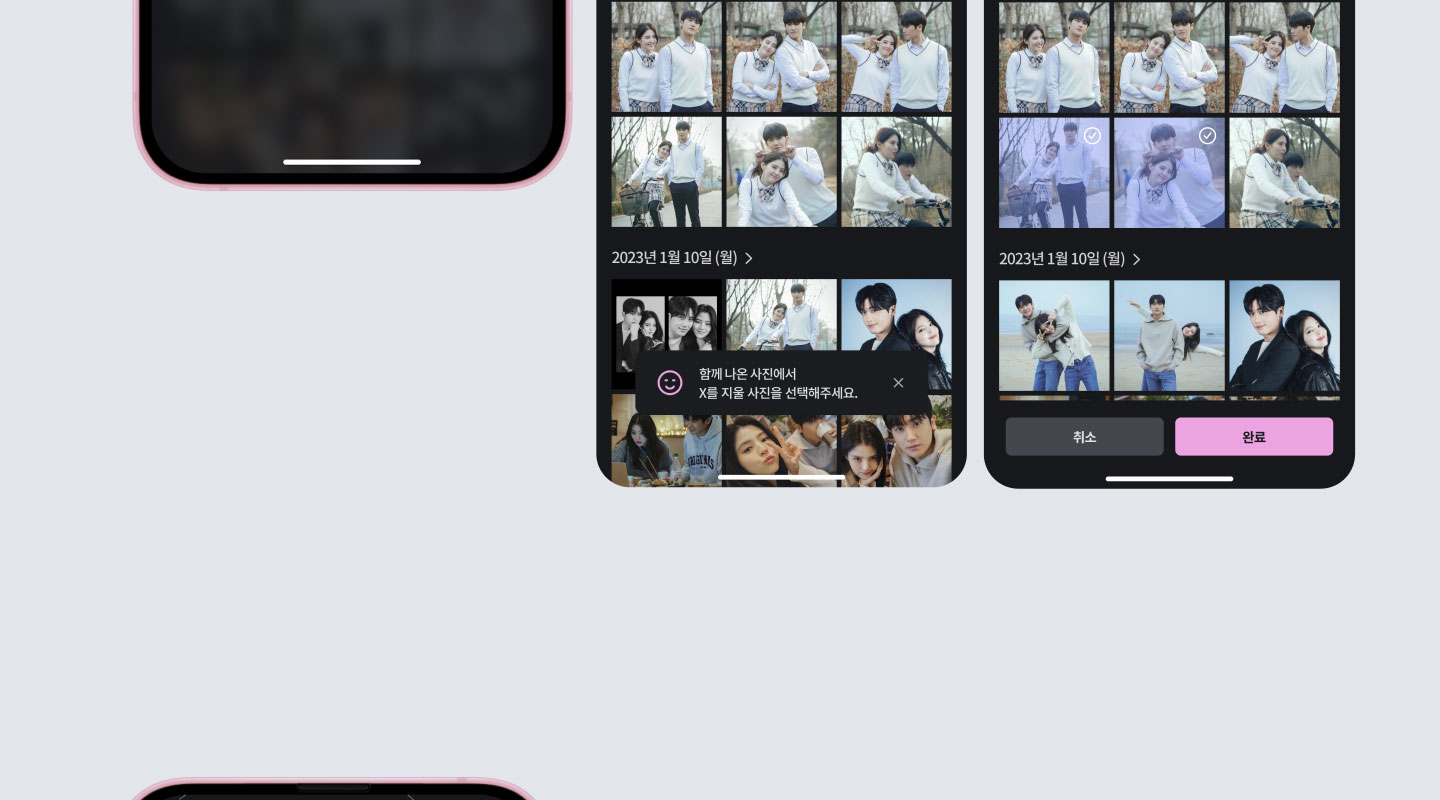 2023년 1월 10일 (월)
함께 나온 사진에서
X를 지울 사진을 선택해주세요.
2023년 1월 10일 (월)
취소
완료